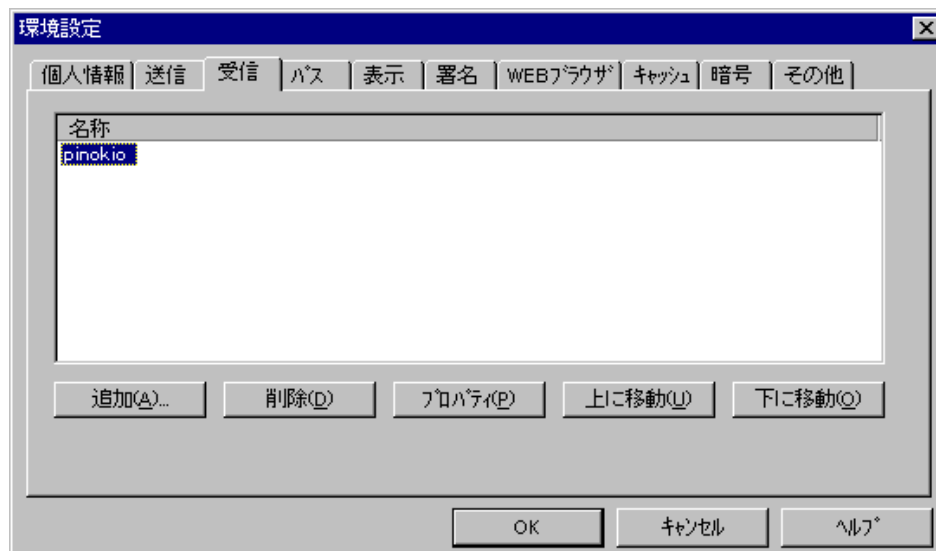 環境設定
個人情報 送信 受信 パス 表示 署名 WEBブラウザ キャッシュ 暗号 その他
名称
pinokio
追加(A)... 削除(D) プロパティ(P) 上に移動(U) 下に移動(O)
OK キャンセル ヘルプ